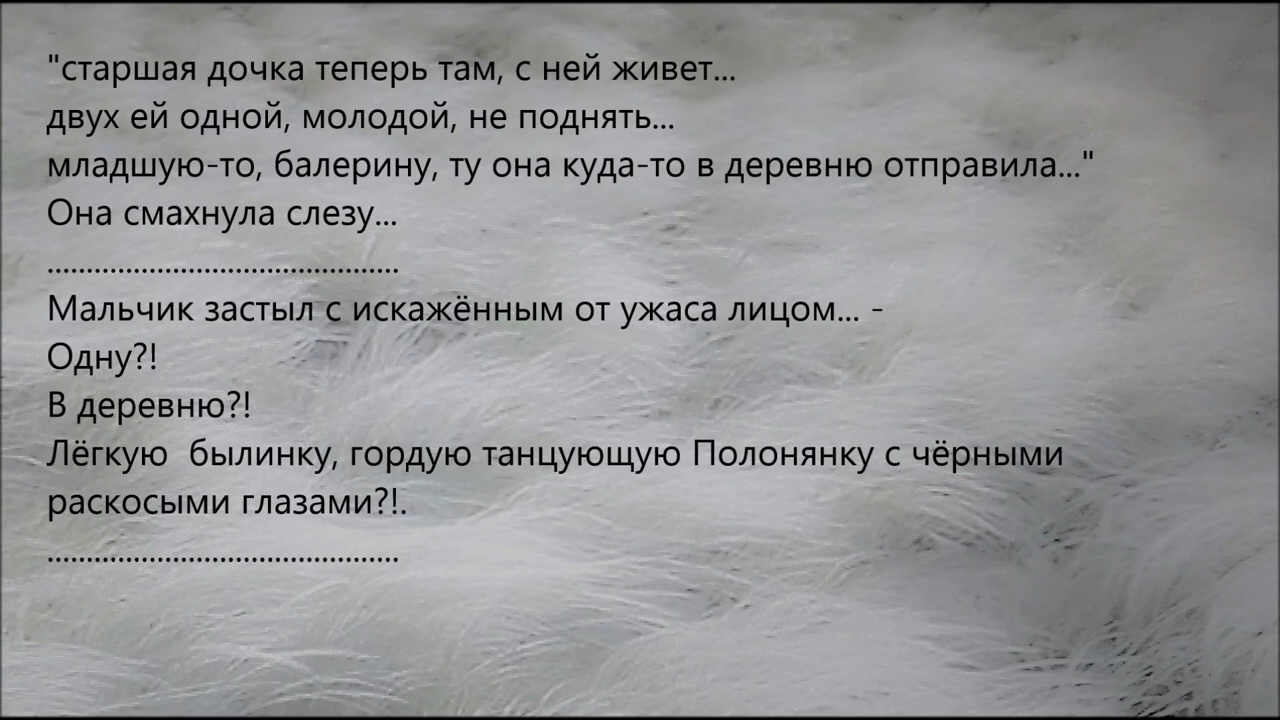 "старшая дочка теперь там, с ней живет...
двух ей одной, молодой, не поднять...
младшую-то, балерину, ту она куда-то в деревню отправила..."
Она смахнула слезу...
.............................................
Мальчик застыл с искажённым от ужаса лицом... -
Одну?!
В деревню?!
Лёгкую  былинку, гордую танцующую Полонянку с чёрными
раскосыми глазами?!.
.............................................